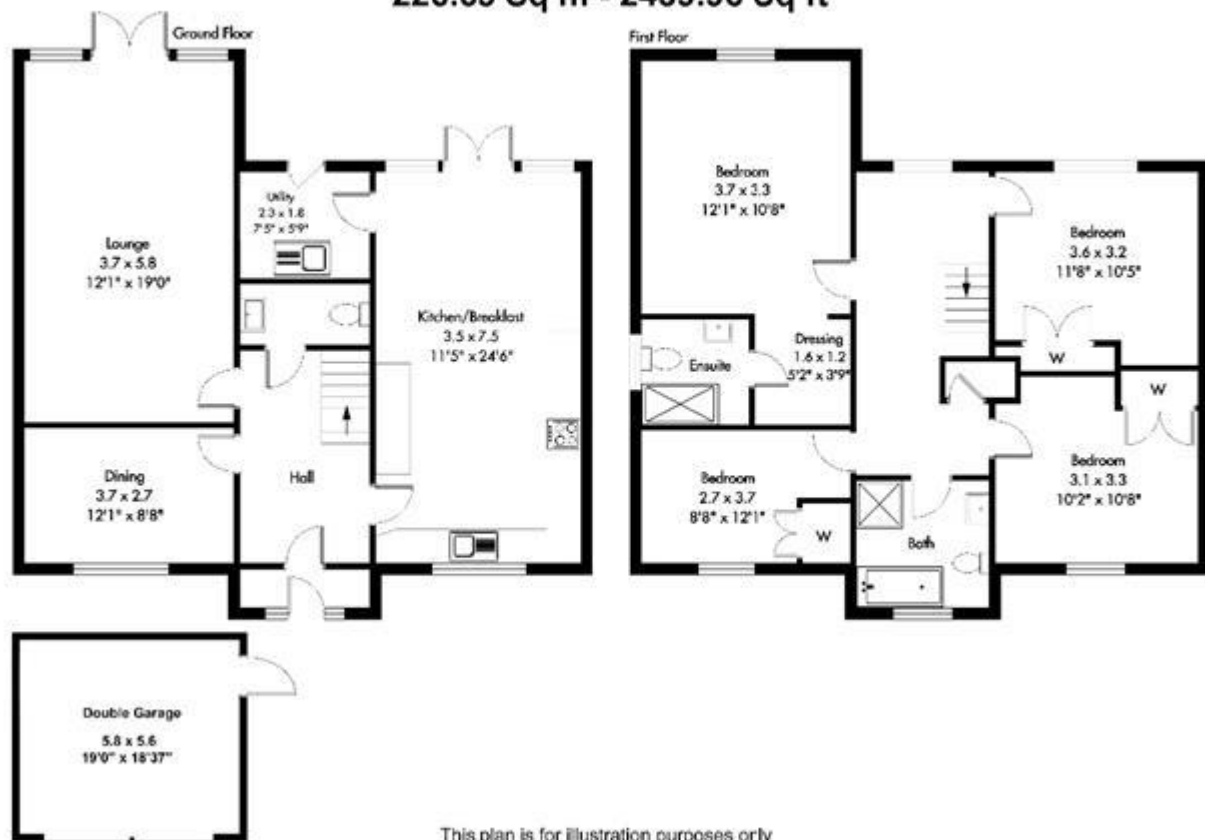 Ground Floor
Lounge
3.7 x 5.8
12'1" x 19'0"
Utility
2.3 x 1.8
7'5" x 5'9"
Kitchen/Breakfast
3.5 x 7.5
11'5" x 24'6"
Dining
3.7 x 2.7
12'1" x 8'8"
Hall
Double Garage
5.8 x 5.6
19'0" x 18'37"
First Floor
Bedroom
3.7 x 3.3
12'1" x 10'8"
Bedroom
3.6 x 3.2
11'8" x 10'5"
W
Dressing
1.6 x 1.2
5'2" x 3'9"
Ensuite
W
Bedroom
2.7 x 3.7
8'8" x 12'1"
W
Bedroom
3.1 x 3.3
10'2" x 10'8"
Bath
This plan is for illustration purposes only